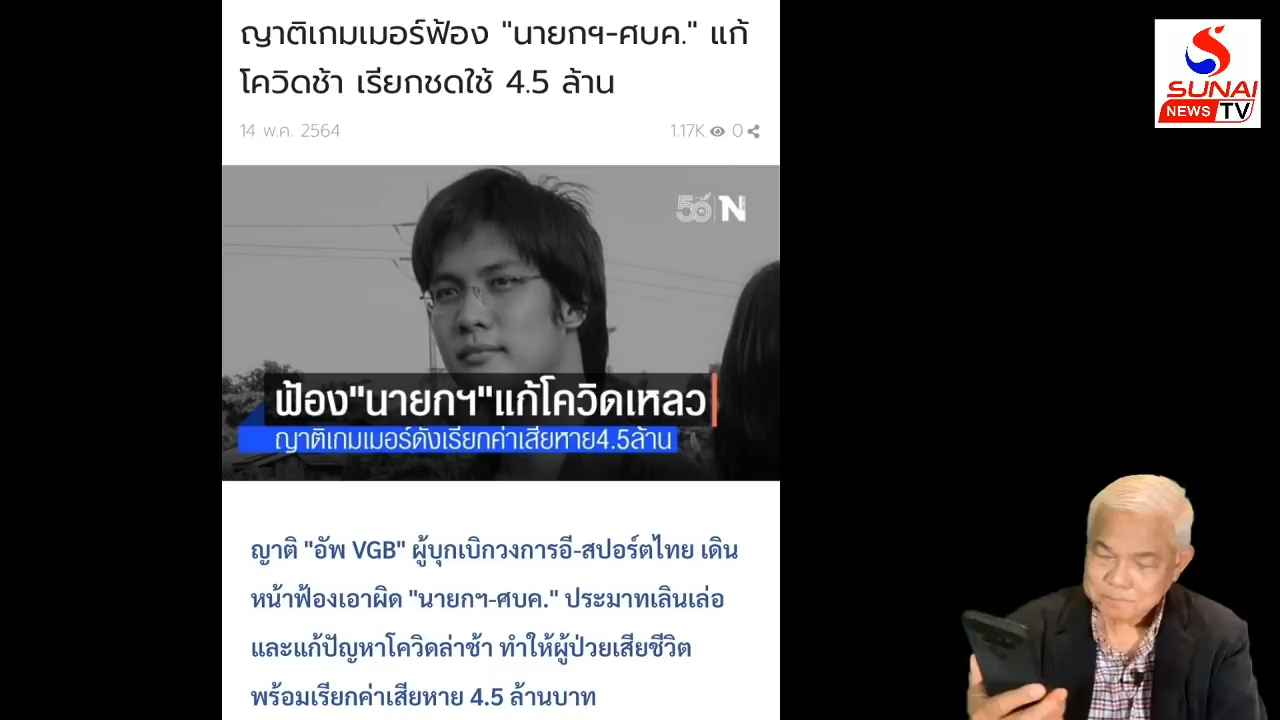 ญาติเกมเมอร์ฟ้อง "นายกฯ-ศบค." แก้
โควิดช้า เรียกชดใช้ 4.5 ล้าน
14 พ.ค. 2564
1.17K 0
SUNAI
NEWS TV
N
ฟ้อง"นายกฯ"แก้โควิดเหลว
ญาติเกมเมอร์ดังเรียกค่าเสียหาย4.5ล้าน
ญาติ "อัพ VGB" ผู้บุกเบิกวงการอี-สปอร์ตไทย เดิน
หน้าฟ้องเอาผิด "นายกฯ-ศบค." ประมาทเลินเล่อ
และแก้ปัญหาโควิดล่าช้า ทำให้ผู้ป่วยเสียชีวิต
พร้อมเรียกค่าเสียหาย 4.5 ล้านบาท